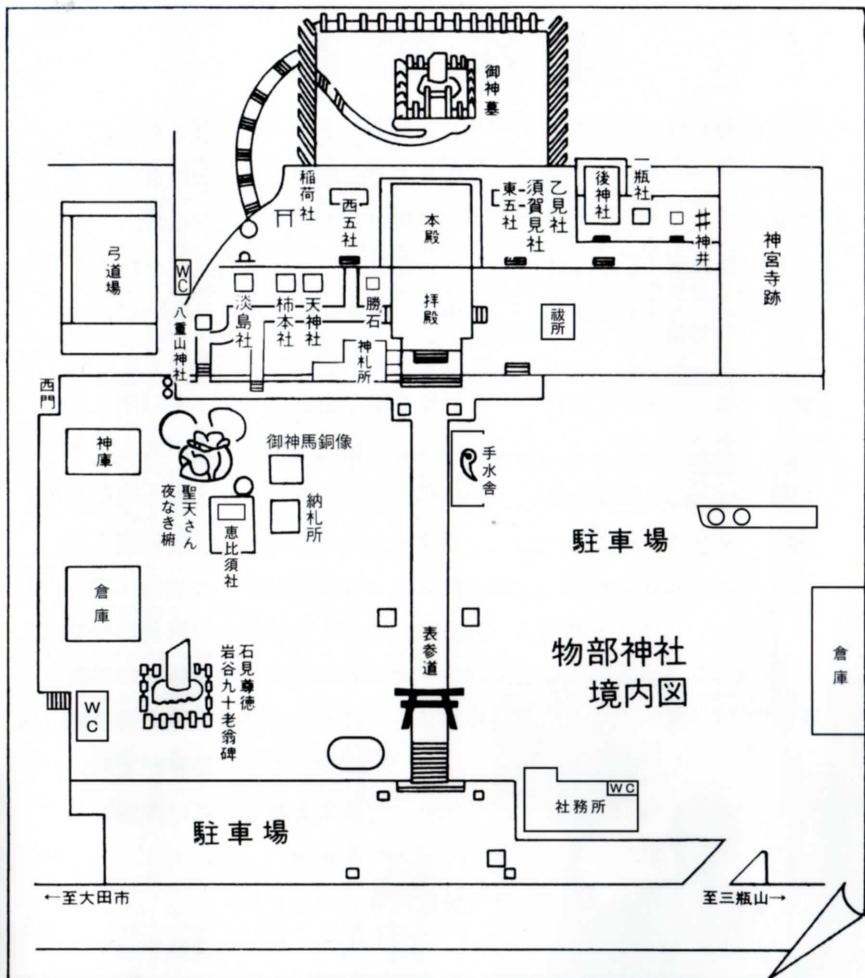 御神墓
稲荷社
西五社
本殿
東五社
須賀見社
乙見社
後神社
一瓶社
神井
神宮寺跡
弓道場
WC
八重山神社
淡島社
柿本社
天神社
勝石
拝殿
神札所
祓所
西門
神庫
御神馬銅像
手水舎
聖天さん
夜なき椨
恵比須社
納札所
駐車場
倉庫
表参道
物部神社
境内図
倉庫
石見尊徳
岩谷九十老翁碑
WC
WC
社務所
駐車場
←至大田市
至三瓶山→